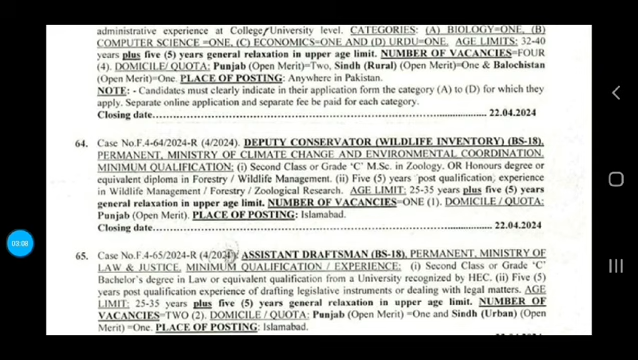 administrative experience at College/University level. CATEGORIES: (A) BIOLOGY=ONE, (B)
COMPUTER SCIENCE =ONE, (C) ECONOMICS=ONE AND (D) URDU=ONE. AGE LIMITS: 32-40
years plus five (5) years general relaxation in upper age limit. NUMBER OF VACANCIES=FOUR
(4). DOMICILE/ QUOTA: Punjab (Open Merit)=Two, Sindh (Rural) (Open Merit)=One & Balochistan
(Open Merit)=One. PLACE OF POSTING: Anywhere in Pakistan.
NOTE: - Candidates must clearly indicate in their application form the category (A) to (D) for which they
apply. Separate online application and separate fee be paid for each category.
Closing date 22.04.2024
64. Case No.F.4-64/2024-R (4/2024). DEPUTY CONSERVATOR (WILDLIFE INVENTORY) (BS-18),
PERMANENT, MINISTRY OF CLIMATE CHANGE AND ENVIRONMENTAL COORDINATION.
MINIMUM QUALIFICATION: (i) Second Class or Grade ‘C’ M.Sc. in Zoology. OR Honours degree or
equivalent diploma in Forestry / Wildlife Management. (ii) Five (5) years post qualification experience
in Wildlife Management / Forestry / Zoological Research. AGE LIMIT: 25-35 years plus five (5) years
general relaxation in upper age limit. NUMBER OF VACANCIES=ONE (1). DOMICILE / QUOTA:
Punjab (Open Merit). PLACE OF POSTING: Islamabad.
Closing date 22.04.2024
65. Case No.F.4-65/2024-R (4/2024). ASSISTANT DRAFTSMAN (BS-18), PERMANENT, MINISTRY OF
LAW & JUSTICE. MINIMUM QUALIFICATION / EXPERIENCE: (i) Second Class or Grade ‘C’
Bachelor's degree in Law or equivalent qualification from a University recognized by HEC. (ii) Five (5)
years post qualification experience of drafting legislative instruments or dealing with legal matters. AGE
LIMIT: 25-35 years plus five (5) years general relaxation in upper age limit. NUMBER OF
VACANCIES=TWO (2). DOMICILE / QUOTA: Punjab (Open Merit) =One and Sindh (Urban) (Open
Merit) =One. PLACE OF POSTING: Islamabad.
03:08